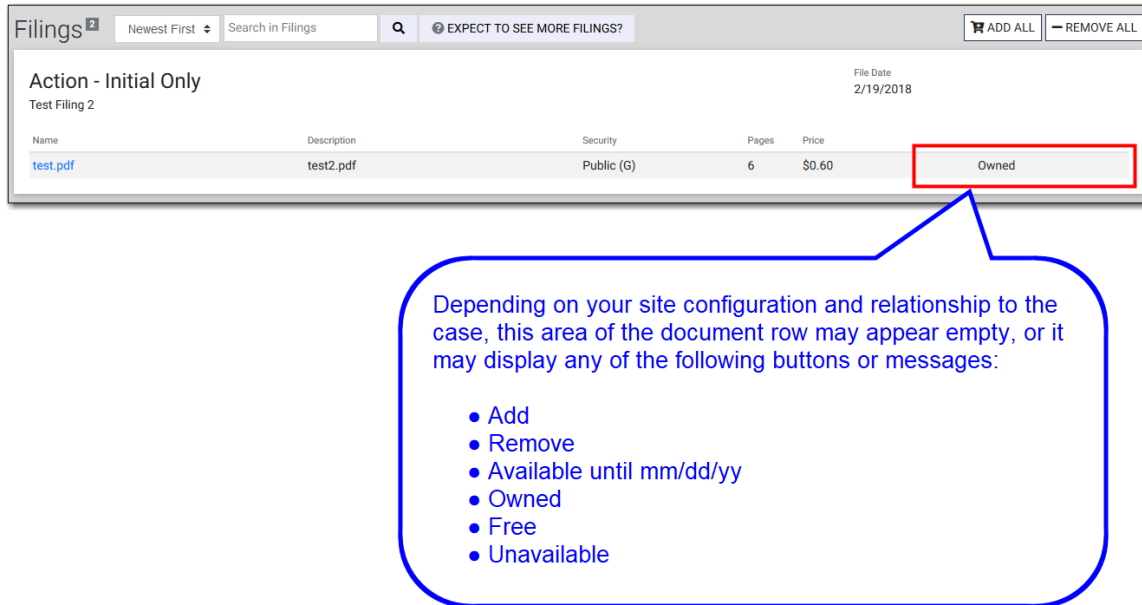 Filings 2 Newest First Search in Filings EXPECT TO SEE MORE FILINGS? ADD ALL REMOVE ALL
Action - Initial Only
Test Filing 2
File Date
2/19/2018
Name Description Security Pages Price
test.pdf test2.pdf Public (G) 6 $0.60 Owned
Depending on your site configuration and relationship to the
case, this area of the document row may appear empty, or it
may display any of the following buttons or messages:
● Add
● Remove
● Available until mm/dd/yy
● Owned
● Free
● Unavailable